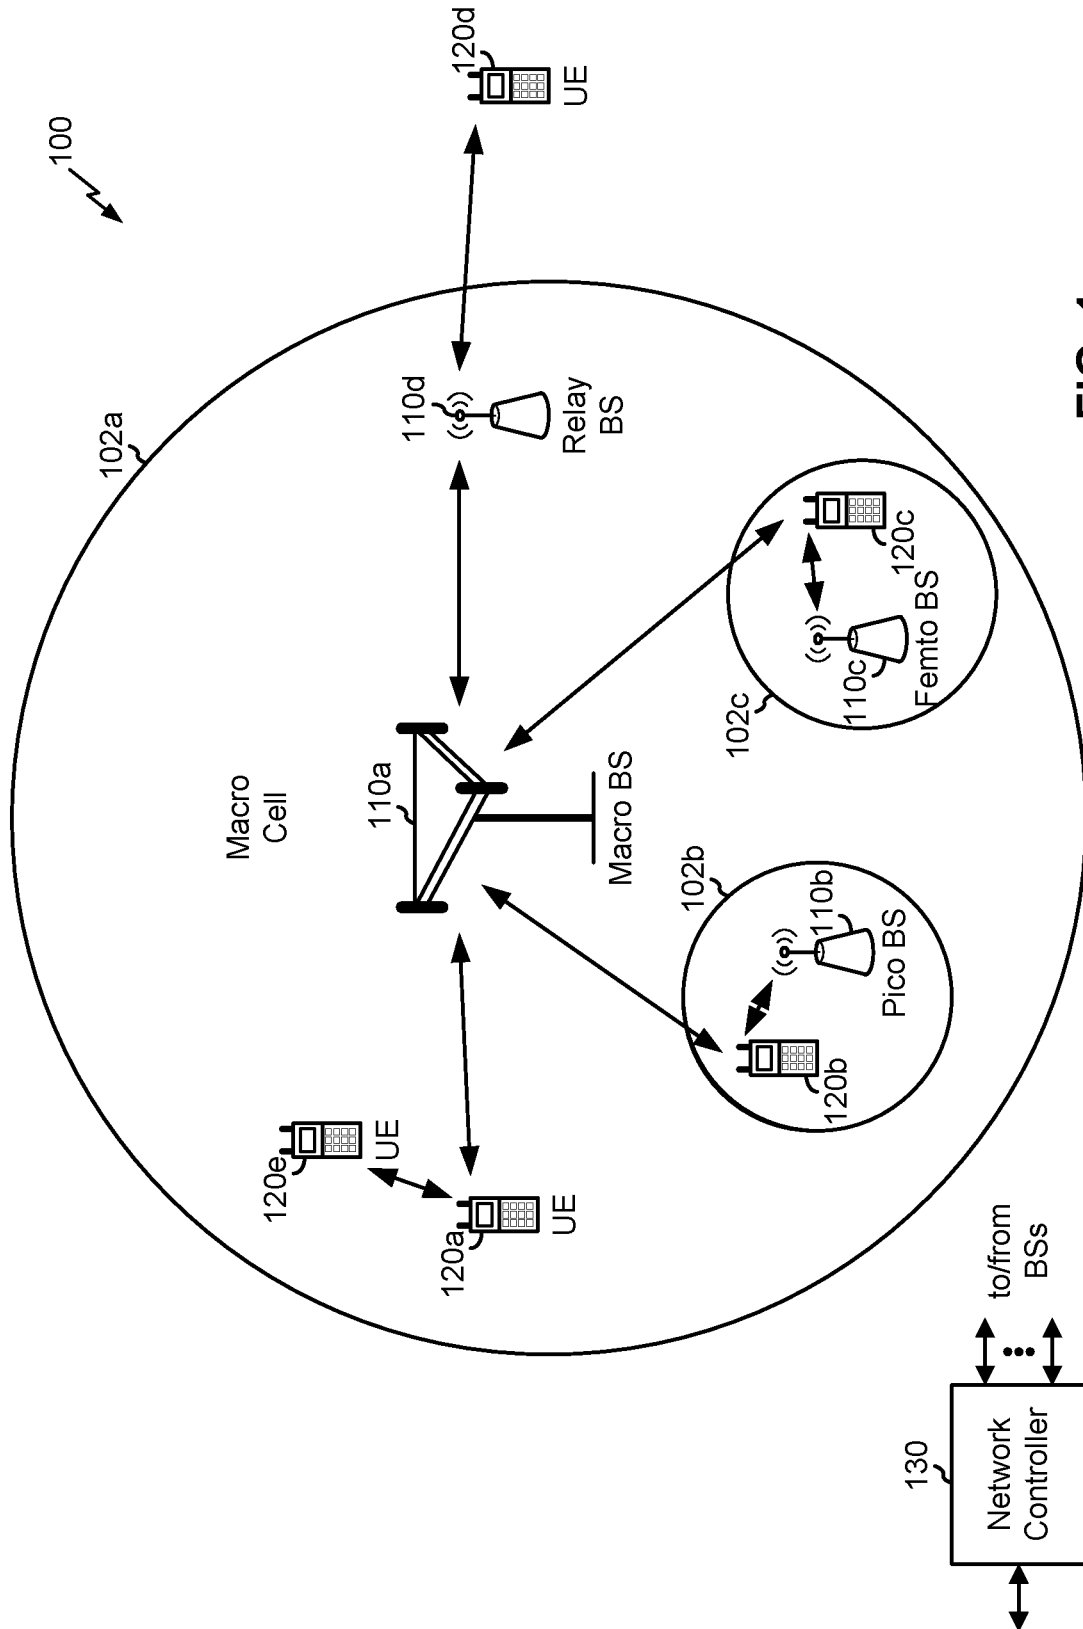 100
102a
Macro
Cell
110a
Macro BS
110d
Relay
BS
120d
UE
120e
UE
120a
UE
102b
110b
Pico BS
120b
102c
110c
Femto BS
120c
130
Network
Controller
to/from
BSs